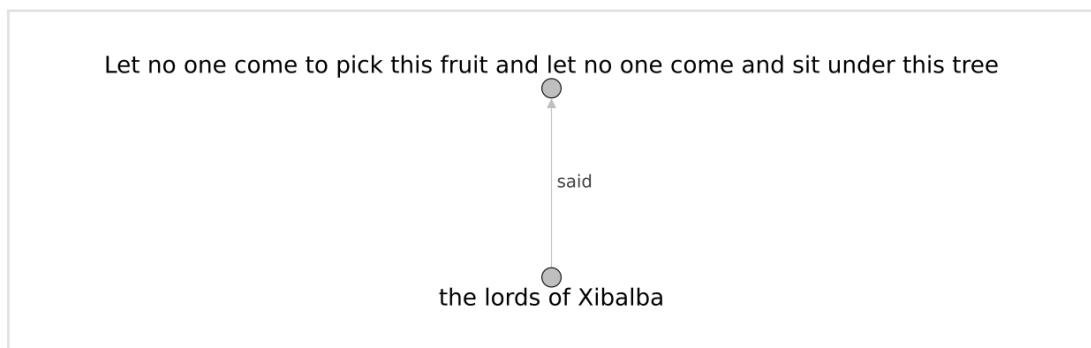 Let no one come to pick this fruit and let no one come and sit under this tree
said
the lords of Xibalba